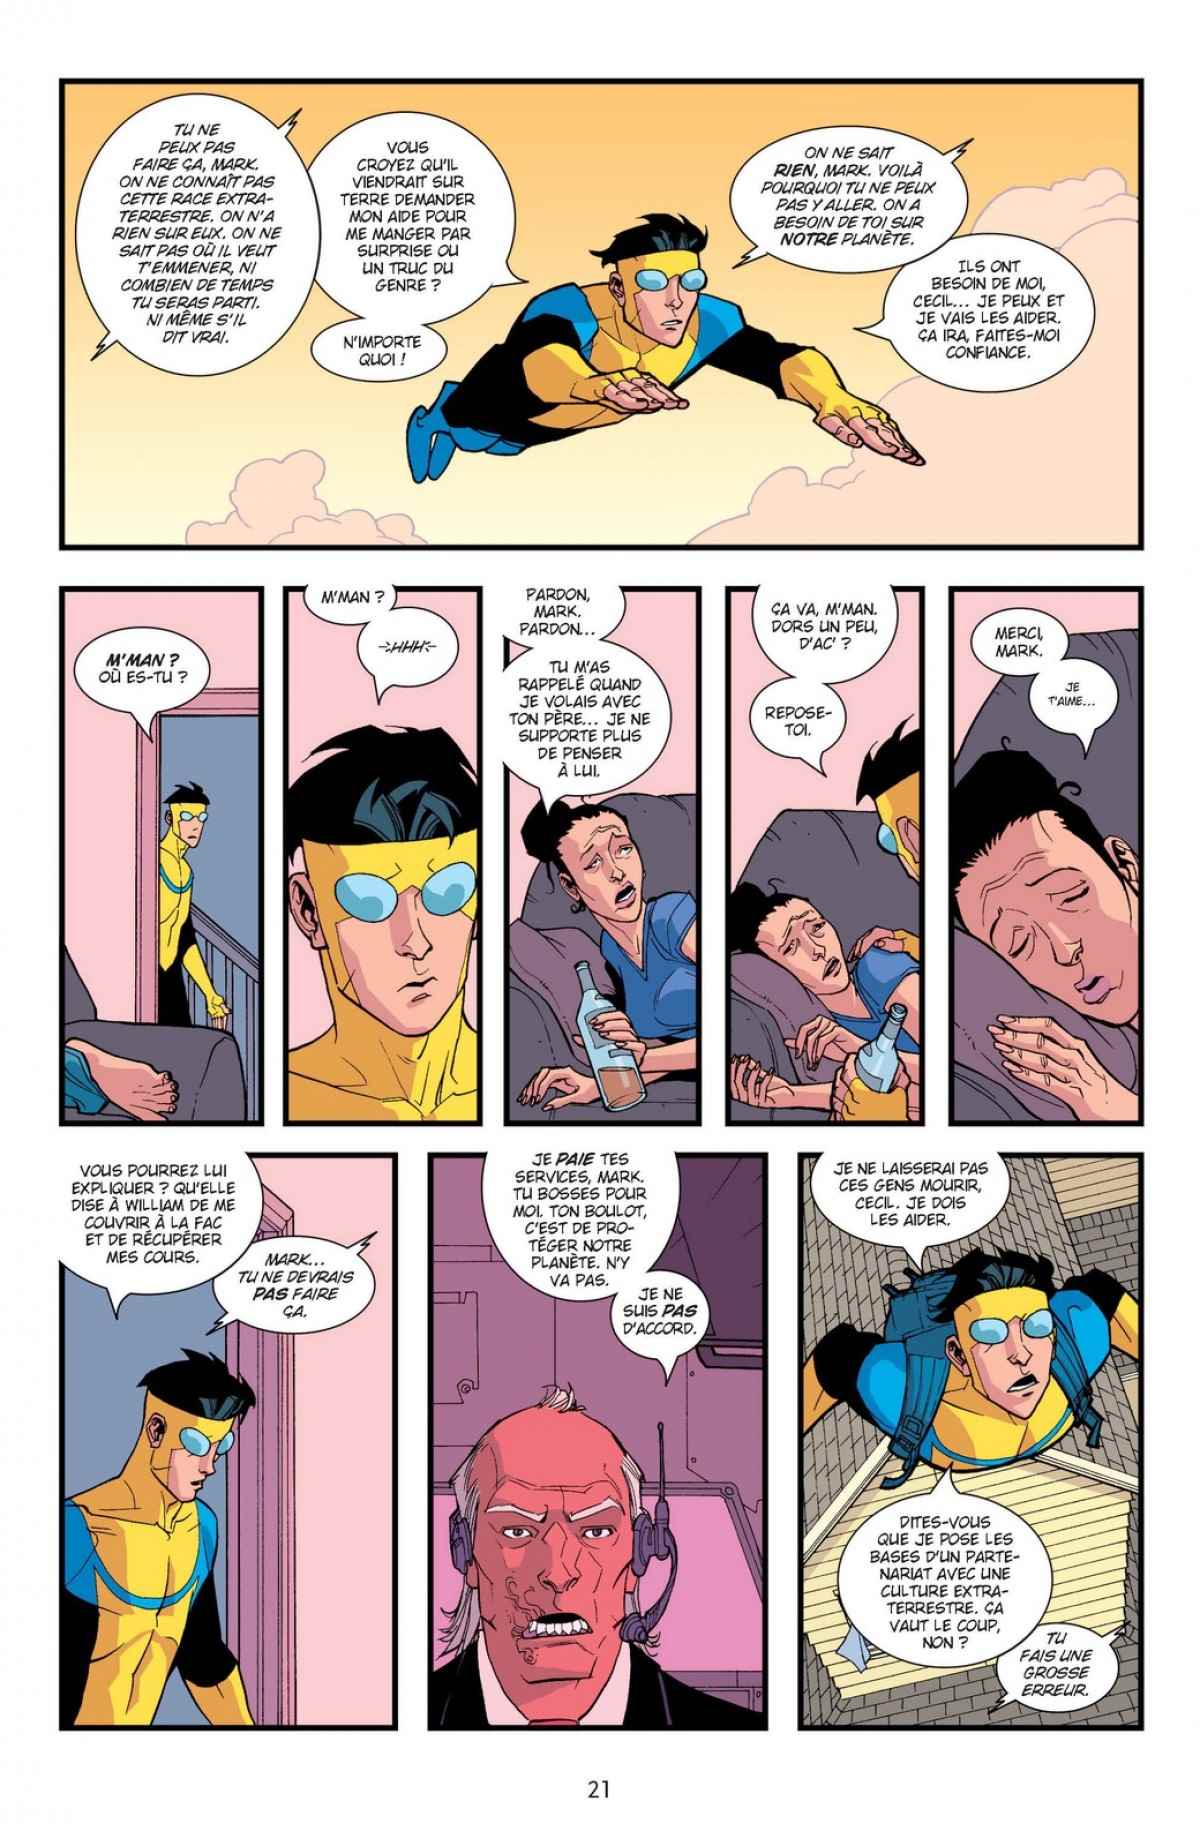 TU NE
PEUX PAS
FAIRE ÇA, MARK.
ON NE CONNAÎT PAS
CETTE RACE EXTRA-
TERRESTRE. ON N'A
RIEN SUR EUX. ON NE
SAIT PAS OÙ IL VEUT
T'EMMENER, NI
COMBIEN DE TEMPS
TU SERAS PARTI.
NI MÊME S'IL
DIT VRAI.
VOUS
CROYEZ QU'IL
VIENDRAIT SUR
TERRE DEMANDER
MON AIDE POUR
ME MANGER PAR
SURPRISE OU
UN TRUC DU
GENRE ?
N'IMPORTE
QUOI !
ON NE SAIT
RIEN, MARK. VOILÀ
POURQUOI TU NE PEUX
PAS Y ALLER. ON A
BESOIN DE TOI SUR
NOTRE PLANÈTE.
ILS ONT
BESOIN DE MOI,
CECIL... JE PEUX ET
JE VAIS LES AIDER.
ÇA IRA, FAITES-MOI
CONFIANCE.
M'MAN ?
OÙ ES-TU ?
M'MAN ?
-HHH-
PARDON,
MARK.
PARDON...
TU M'AS
RAPPELÉ QUAND
JE VOLAIS AVEC
TON PÈRE... JE NE
SUPPORTE PLUS
DE PENSER
À LUI.
ÇA VA, M'MAN.
DORS UN PEU,
D'AC' ?
REPOSE-
TOI.
MERCI,
MARK.
JE
T'AIME...
VOUS POURREZ LUI
EXPLIQUER ? QU'ELLE
DISE À WILLIAM DE ME
COUVRIR À LA FAC
ET DE RÉCUPÉRER
MES COURS.
MARK...
TU NE DEVRAIS
PAS FAIRE
ÇA.
JE PAIE TES
SERVICES, MARK.
TU BOSSES POUR
MOI. TON BOULOT,
C'EST DE PRO-
TÉGER NOTRE
PLANÈTE. N'Y
VA PAS.
JE NE
SUIS PAS
D'ACCORD.
JE NE LAISSERAI PAS
CES GENS MOURIR,
CECIL. JE DOIS
LES AIDER.
DITES-VOUS
QUE JE POSE LES
BASES D'UN PARTE-
NARIAT AVEC UNE
CULTURE EXTRA-
TERRESTRE. ÇA
VAUT LE COUP,
NON ?
TU
FAIS UNE
GROSSE
ERREUR.
21